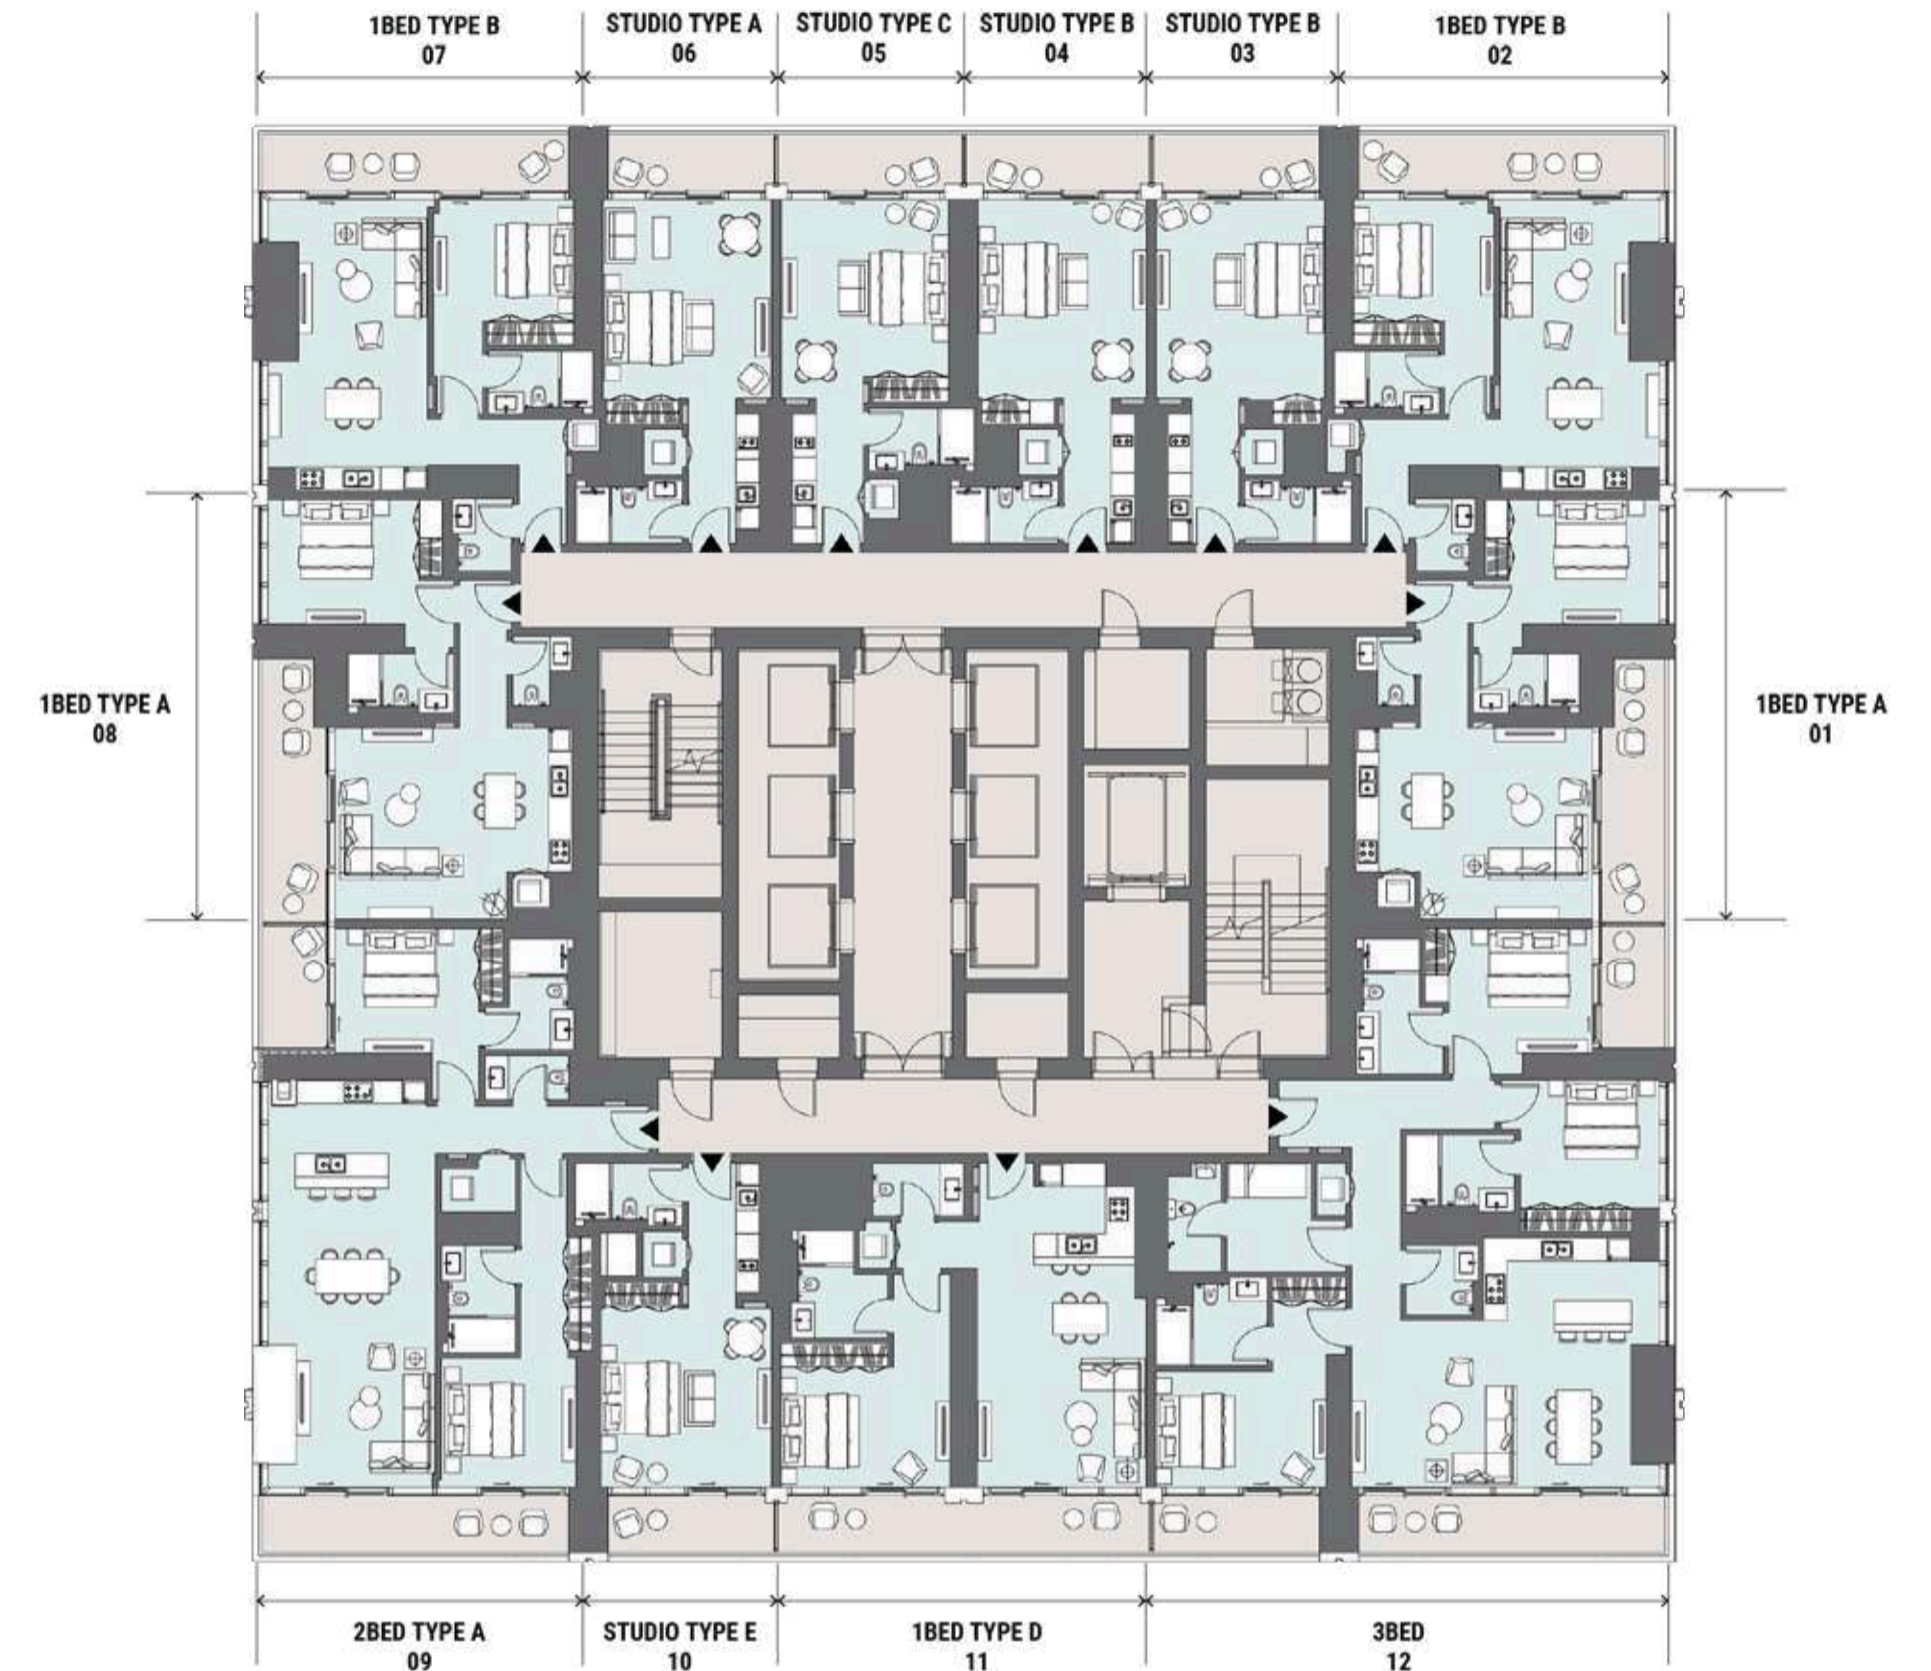 1BED TYPE B
07
STUDIO TYPE A
06
STUDIO TYPE C
05
STUDIO TYPE B
04
STUDIO TYPE B
03
1BED TYPE B
02
1BED TYPE A
08
1BED TYPE A
01
2BED TYPE A
09
STUDIO TYPE E
10
1BED TYPE D
11
3BED
12